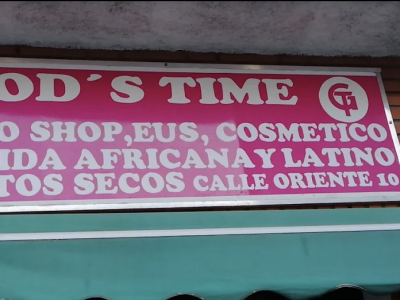 OD´S TIME GT
O SHOP,EUS, COSMETICO
IDA AFRICANA Y LATINO
TOS SECOS CALLE ORIENTE 10